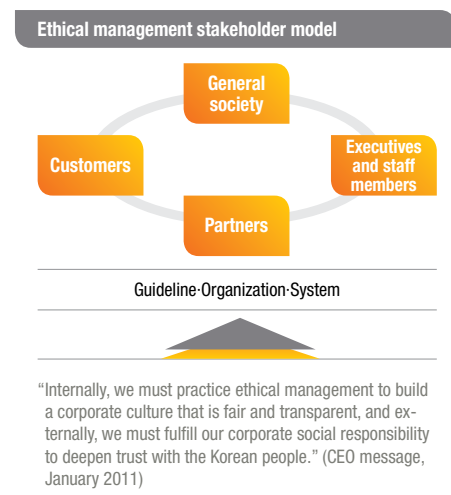 Ethical management stakeholder model
General
society
Customers
Executives
and staff
members
Partners
Guideline·Organization·System
“Internally, we must practice ethical management to build
a corporate culture that is fair and transparent, and ex-
ternally, we must fulfill our corporate social responsibility
to deepen trust with the Korean people.” (CEO message,
January 2011)